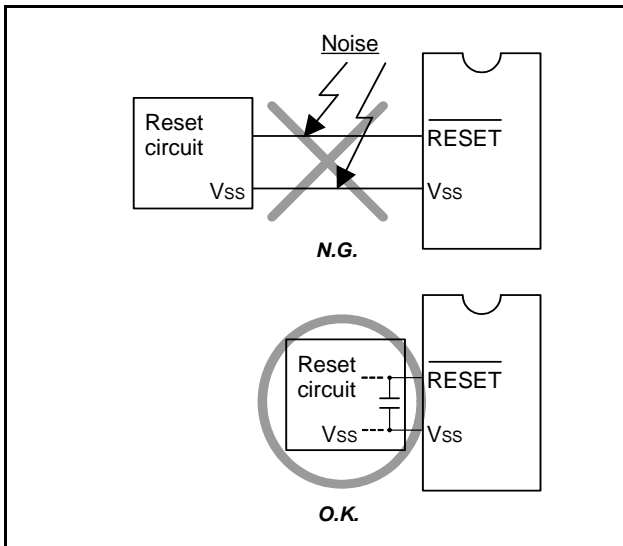 Noise
Reset
circuit
RESET
Vss
Vss
N.G.
Reset
circuit
RESET
Vss
Vss
O.K.